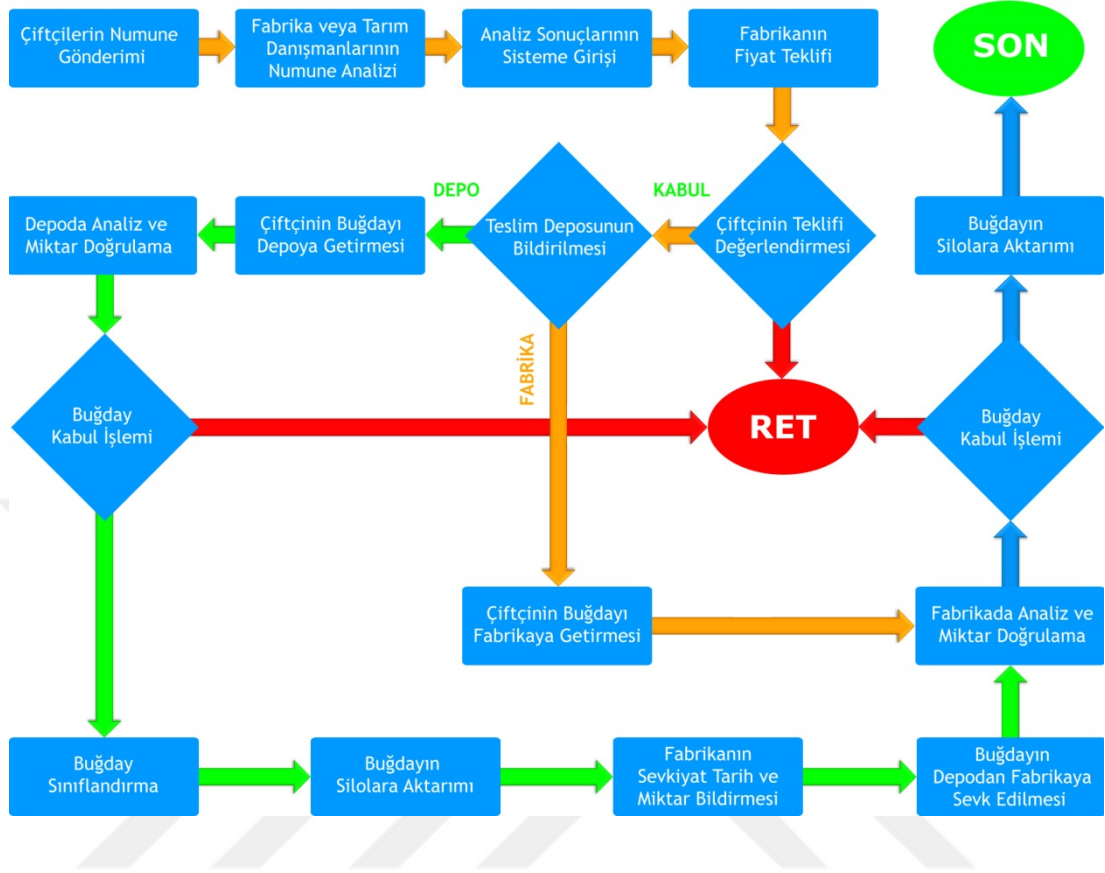 Çiftçilerin Numune
Gönderimi
Fabrika veya Tarım
Danışmanlarının
Numune Analizi
Analiz Sonuçlarının
Sisteme Girişi
Fabrikanın
Fiyat Teklifi
SON
Depoda Analiz ve
Miktar Doğrulama
Çiftçinin Buğdayı
Depoya Getirmesi
DEPO
Teslim Deposunun
Bildirilmesi
KABUL
Çiftçinin Teklifi
Değerlendirmesi
Buğdayın
Silolara Aktarımı
FABRİKA
Buğday
Kabul İşlemi
RET
Buğday
Kabul İşlemi
Çiftçinin Buğdayı
Fabrikaya Getirmesi
Fabrikada Analiz ve
Miktar Doğrulama
Buğday
Sınıflandırma
Buğdayın
Silolara Aktarımı
Fabrikanın
Sevkiyat Tarih ve
Miktar Bildirmesi
Buğdayın
Depodan Fabrikaya
Sevk Edilmesi